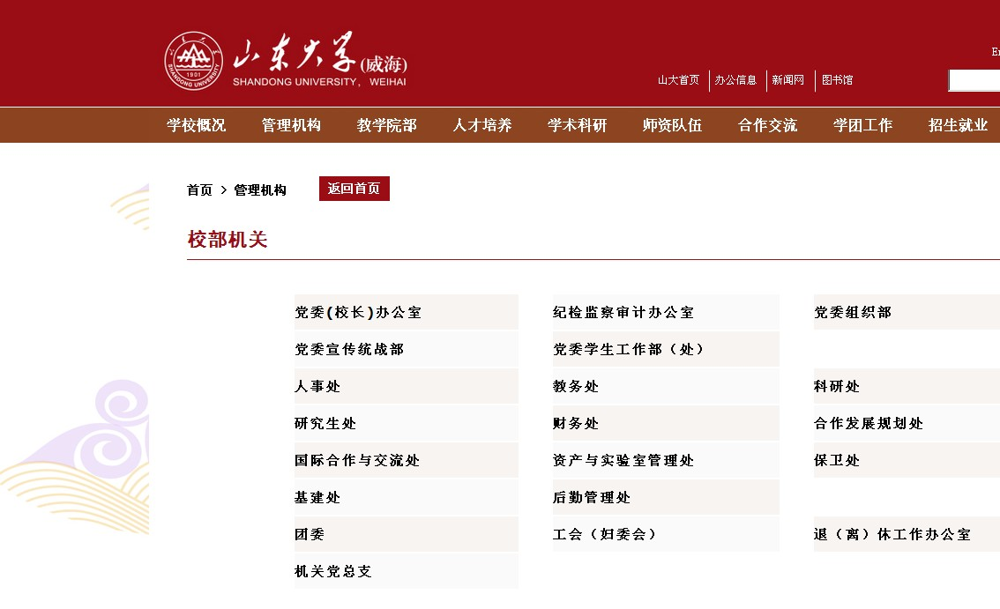 山东大学(威海)
SHANDONG UNIVERSITY, WEIHAI
SHANDONG UNIVERSITY
1901
山大首页 办公信息 新闻网 图书馆
学校概况 管理机构 教学院部 人才培养 学术科研 师资队伍 合作交流 学团工作 招生就业
首页 > 管理机构 返回首页
校部机关
党委(校长)办公室 纪检监察审计办公室 党委组织部
党委宣传统战部 党委学生工作部（处）
人事处 教务处 科研处
研究生处 财务处 合作发展规划处
国际合作与交流处 资产与实验室管理处 保卫处
基建处 后勤管理处
团委 工会（妇委会） 退（离）休工作办公室
机关党总支